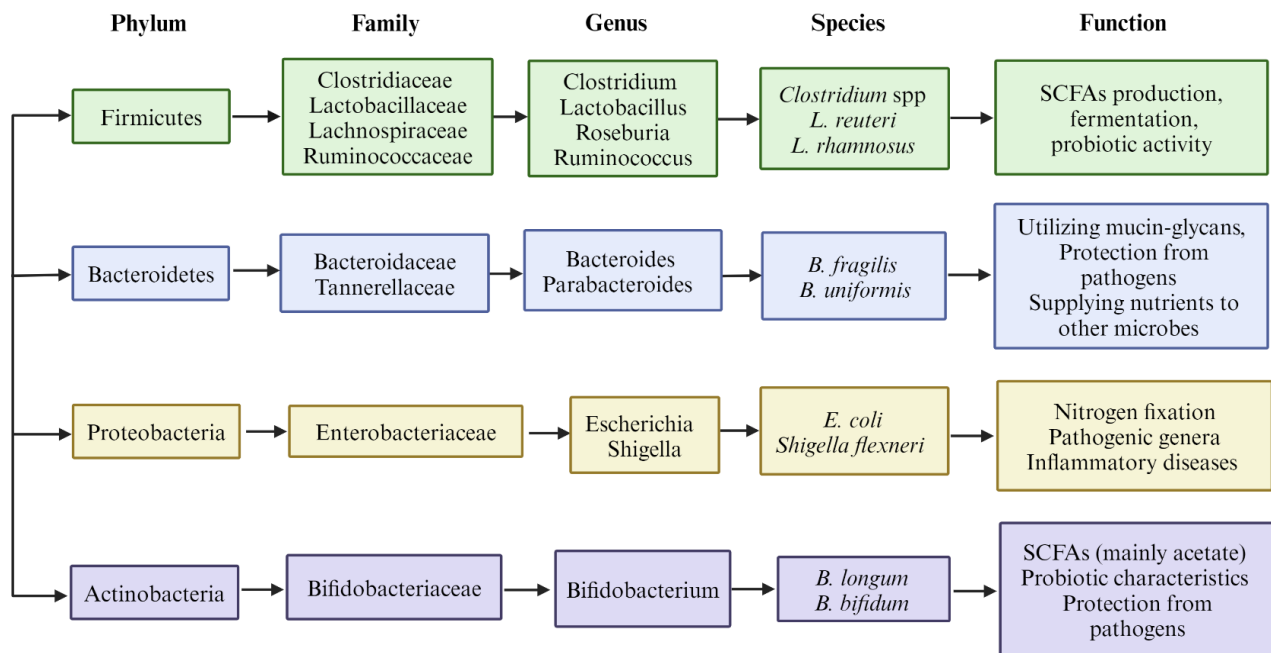 Phylum
Family
Genus
Species
Function
Firmicutes
Clostridiaceae
Lactobacillaceae
Lachnospiraceae
Ruminococcaceae
Clostridium
Lactobacillus
Roseburia
Ruminococcus
Clostridium spp
L. reuteri
L. rhamnosus
SCFAs production,
fermentation,
probiotic activity
Bacteroidetes
Bacteroidaceae
Tannerellaceae
Bacteroides
Parabacteroides
B. fragilis
B. uniformis
Utilizing mucin-glycans,
Protection from
pathogens
Supplying nutrients to
other microbes
Proteobacteria
Enterobacteriaceae
Escherichia
Shigella
E. coli
Shigella flexneri
Nitrogen fixation
Pathogenic genera
Inflammatory diseases
Actinobacteria
Bifidobacteriaceae
Bifidobacterium
B. longum
B. bifidum
SCFAs (mainly acetate)
Probiotic characteristics
Protection from
pathogens